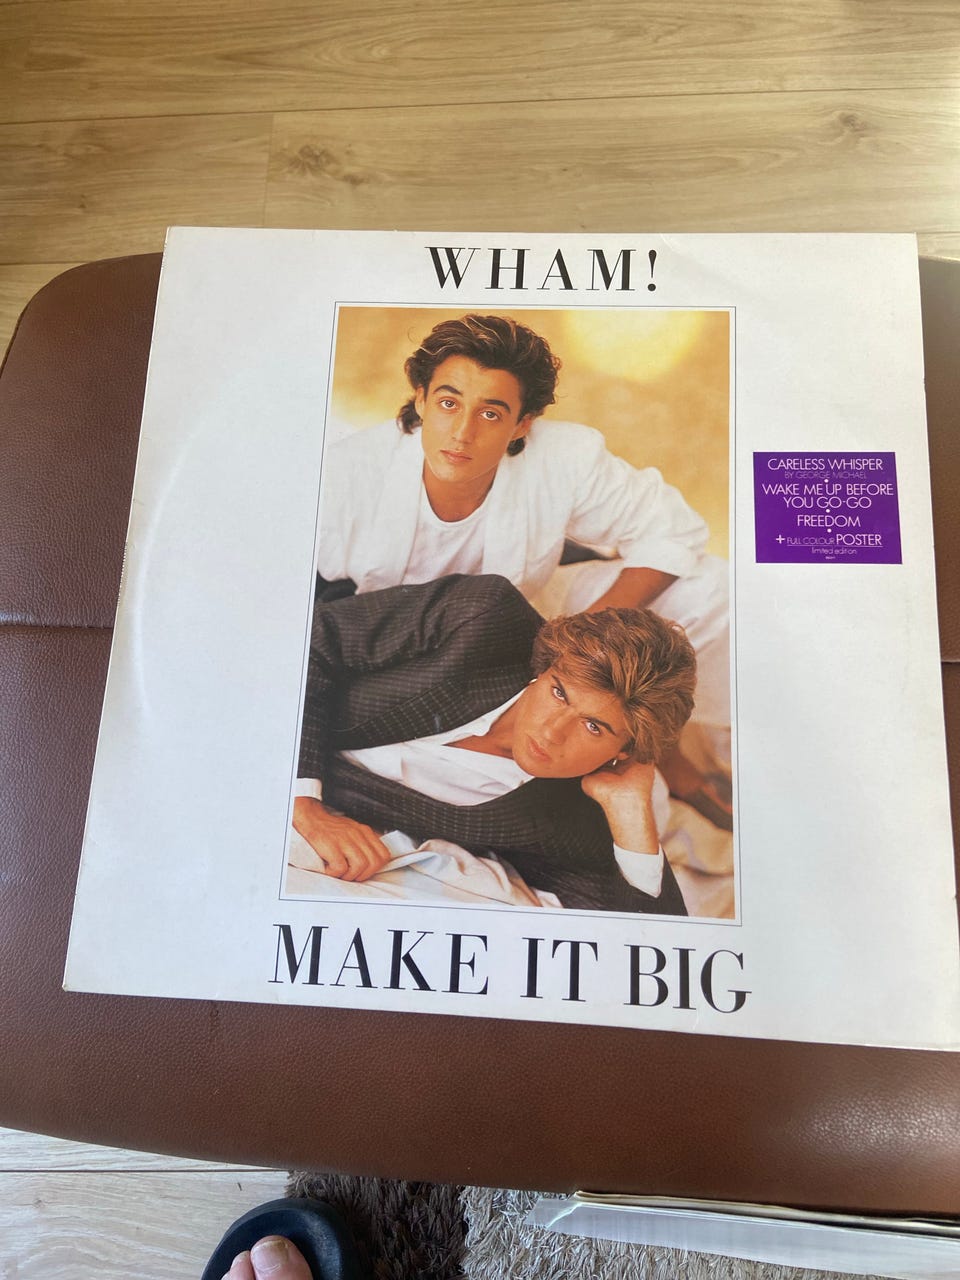 WHAM!
CARELESS WHISPER
BY GEORGE MICHAEL
WAKE ME UP BEFORE
YOU GO-GO
FREEDOM
+ FULL COLOUR POSTER
limited edition
MAKE IT BIG